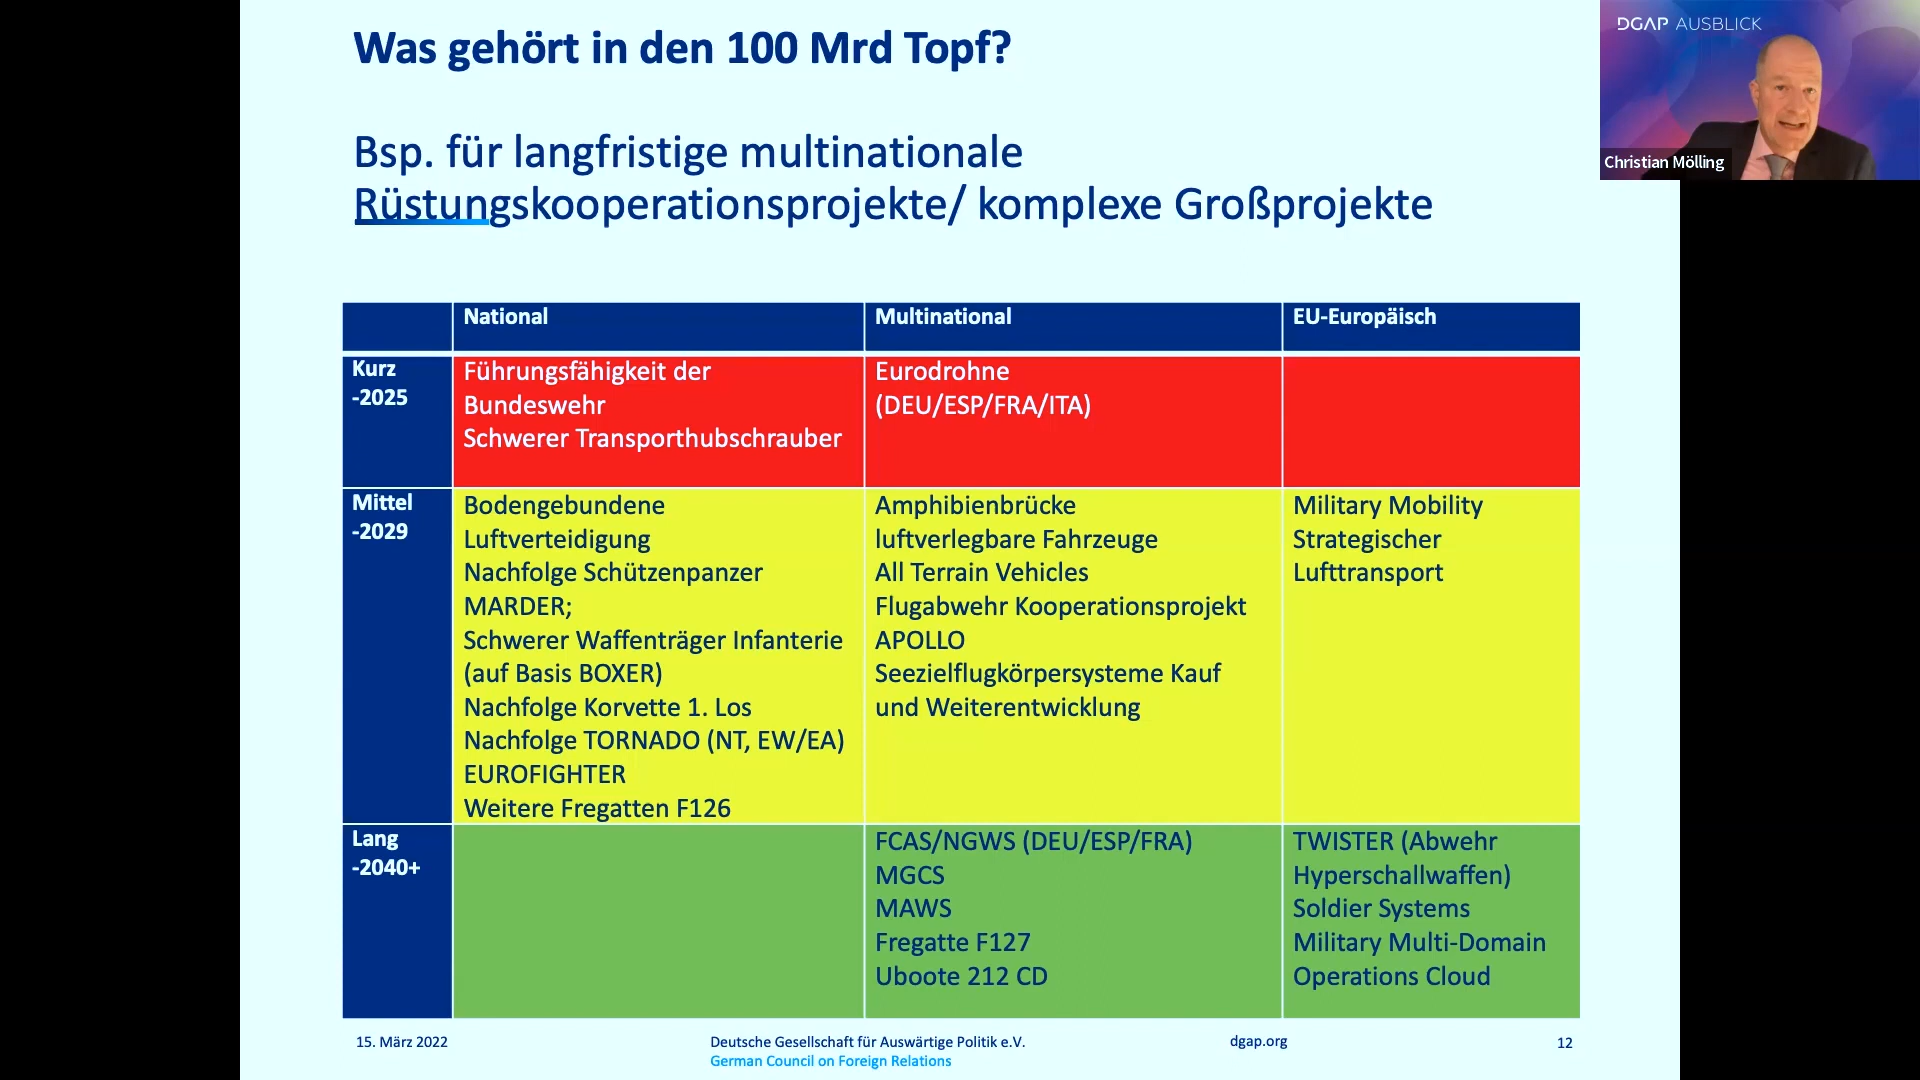 Was gehört in den 100 Mrd Topf?
DGAP AUSBLICK
Christian Mölling
Bsp. für langfristige multinationale
Rüstungskooperationsprojekte/ komplexe Großprojekte
National
Multinational
EU-Europäisch
Kurz
-2025
Führungsfähigkeit der
Bundeswehr
Schwerer Transporthubschrauber
Eurodrohne
(DEU/ESP/FRA/ITA)
Mittel
-2029
Bodengebundene
Luftverteidigung
Nachfolge Schützenpanzer
MARDER;
Schwerer Waffenträger Infanterie
(auf Basis BOXER)
Nachfolge Korvette 1. Los
Nachfolge TORNADO (NT, EW/EA)
EUROFIGHTER
Weitere Fregatten F126
Amphibienbrücke
luftverlegbare Fahrzeuge
All Terrain Vehicles
Flugabwehr Kooperationsprojekt
APOLLO
Seezielflugkörpersysteme Kauf
und Weiterentwicklung
Military Mobility
Strategischer
Lufttransport
Lang
-2040+
FCAS/NGWS (DEU/ESP/FRA)
MGCS
MAWS
Fregatte F127
Uboote 212 CD
TWISTER (Abwehr
Hyperschallwaffen)
Soldier Systems
Military Multi-Domain
Operations Cloud
15. März 2022
Deutsche Gesellschaft für Auswärtige Politik e.V.
German Council on Foreign Relations
dgap.org
12